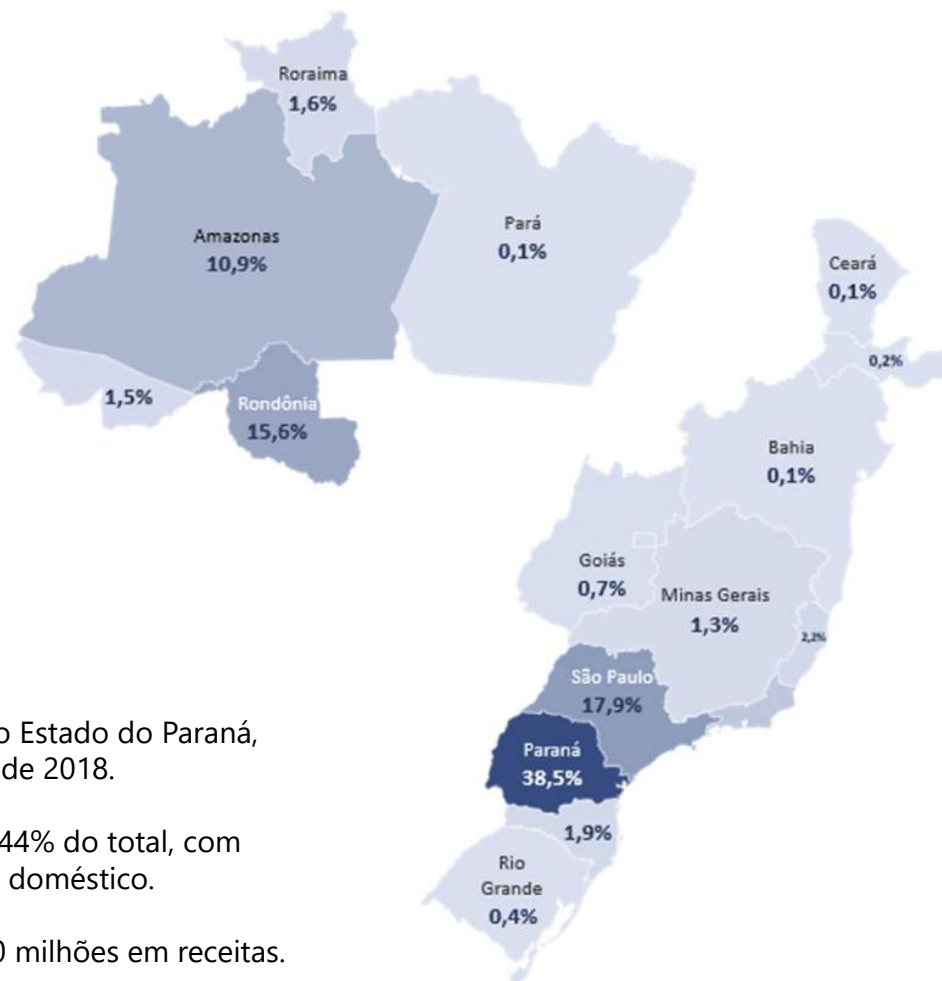 Roraima
1,6%
Amazonas
10,9%
Pará
0,1%
Ceará
0,1%
0,2%
1,5%
Rondônia
15,6%
Bahia
0,1%
Goiás
0,7%
Minas Gerais
1,3%
2,2%
São Paulo
17,9%
Paraná
38,5%
1,9%
Rio
Grande
0,4%
o Estado do Paraná,
de 2018.
44% do total, com
doméstico.
milhões em receitas.